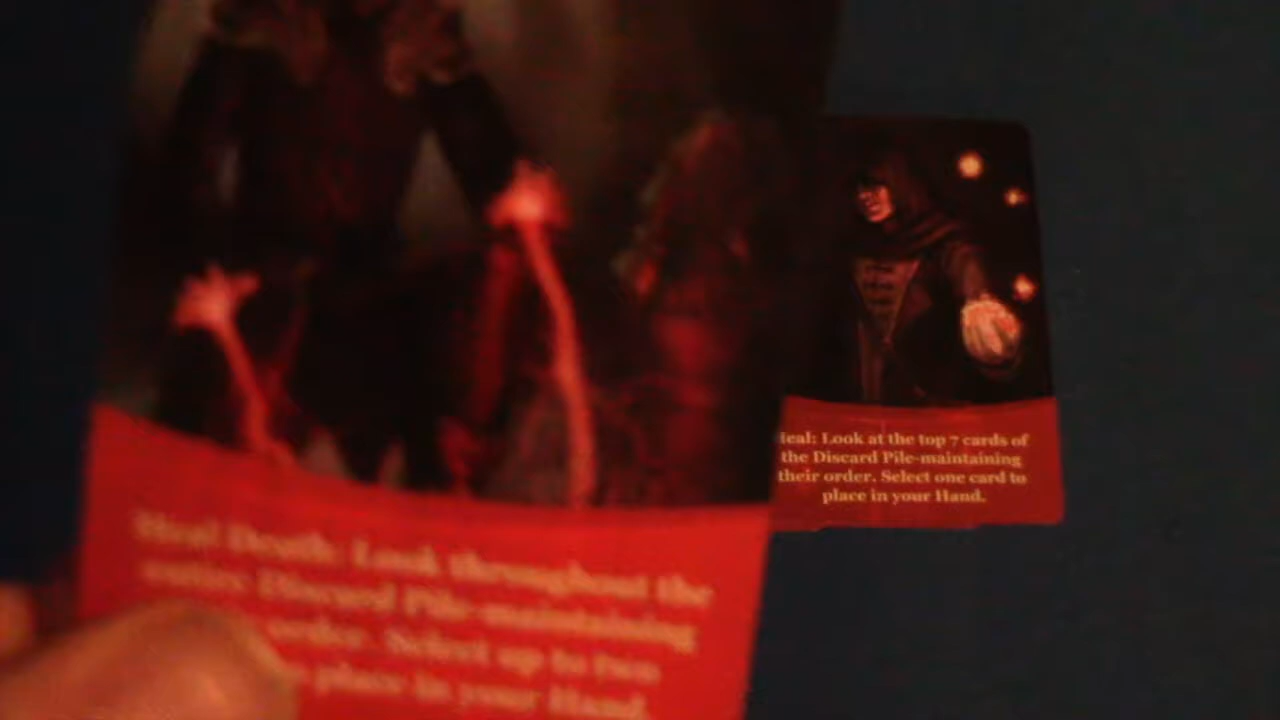 Heal Death: Look throughout the
entire Discard Pile-maintaining
order. Select up to two
place in your Hand.
Heal: Look at the top 7 cards of
the Discard Pile-maintaining
their order. Select one card to
place in your Hand.